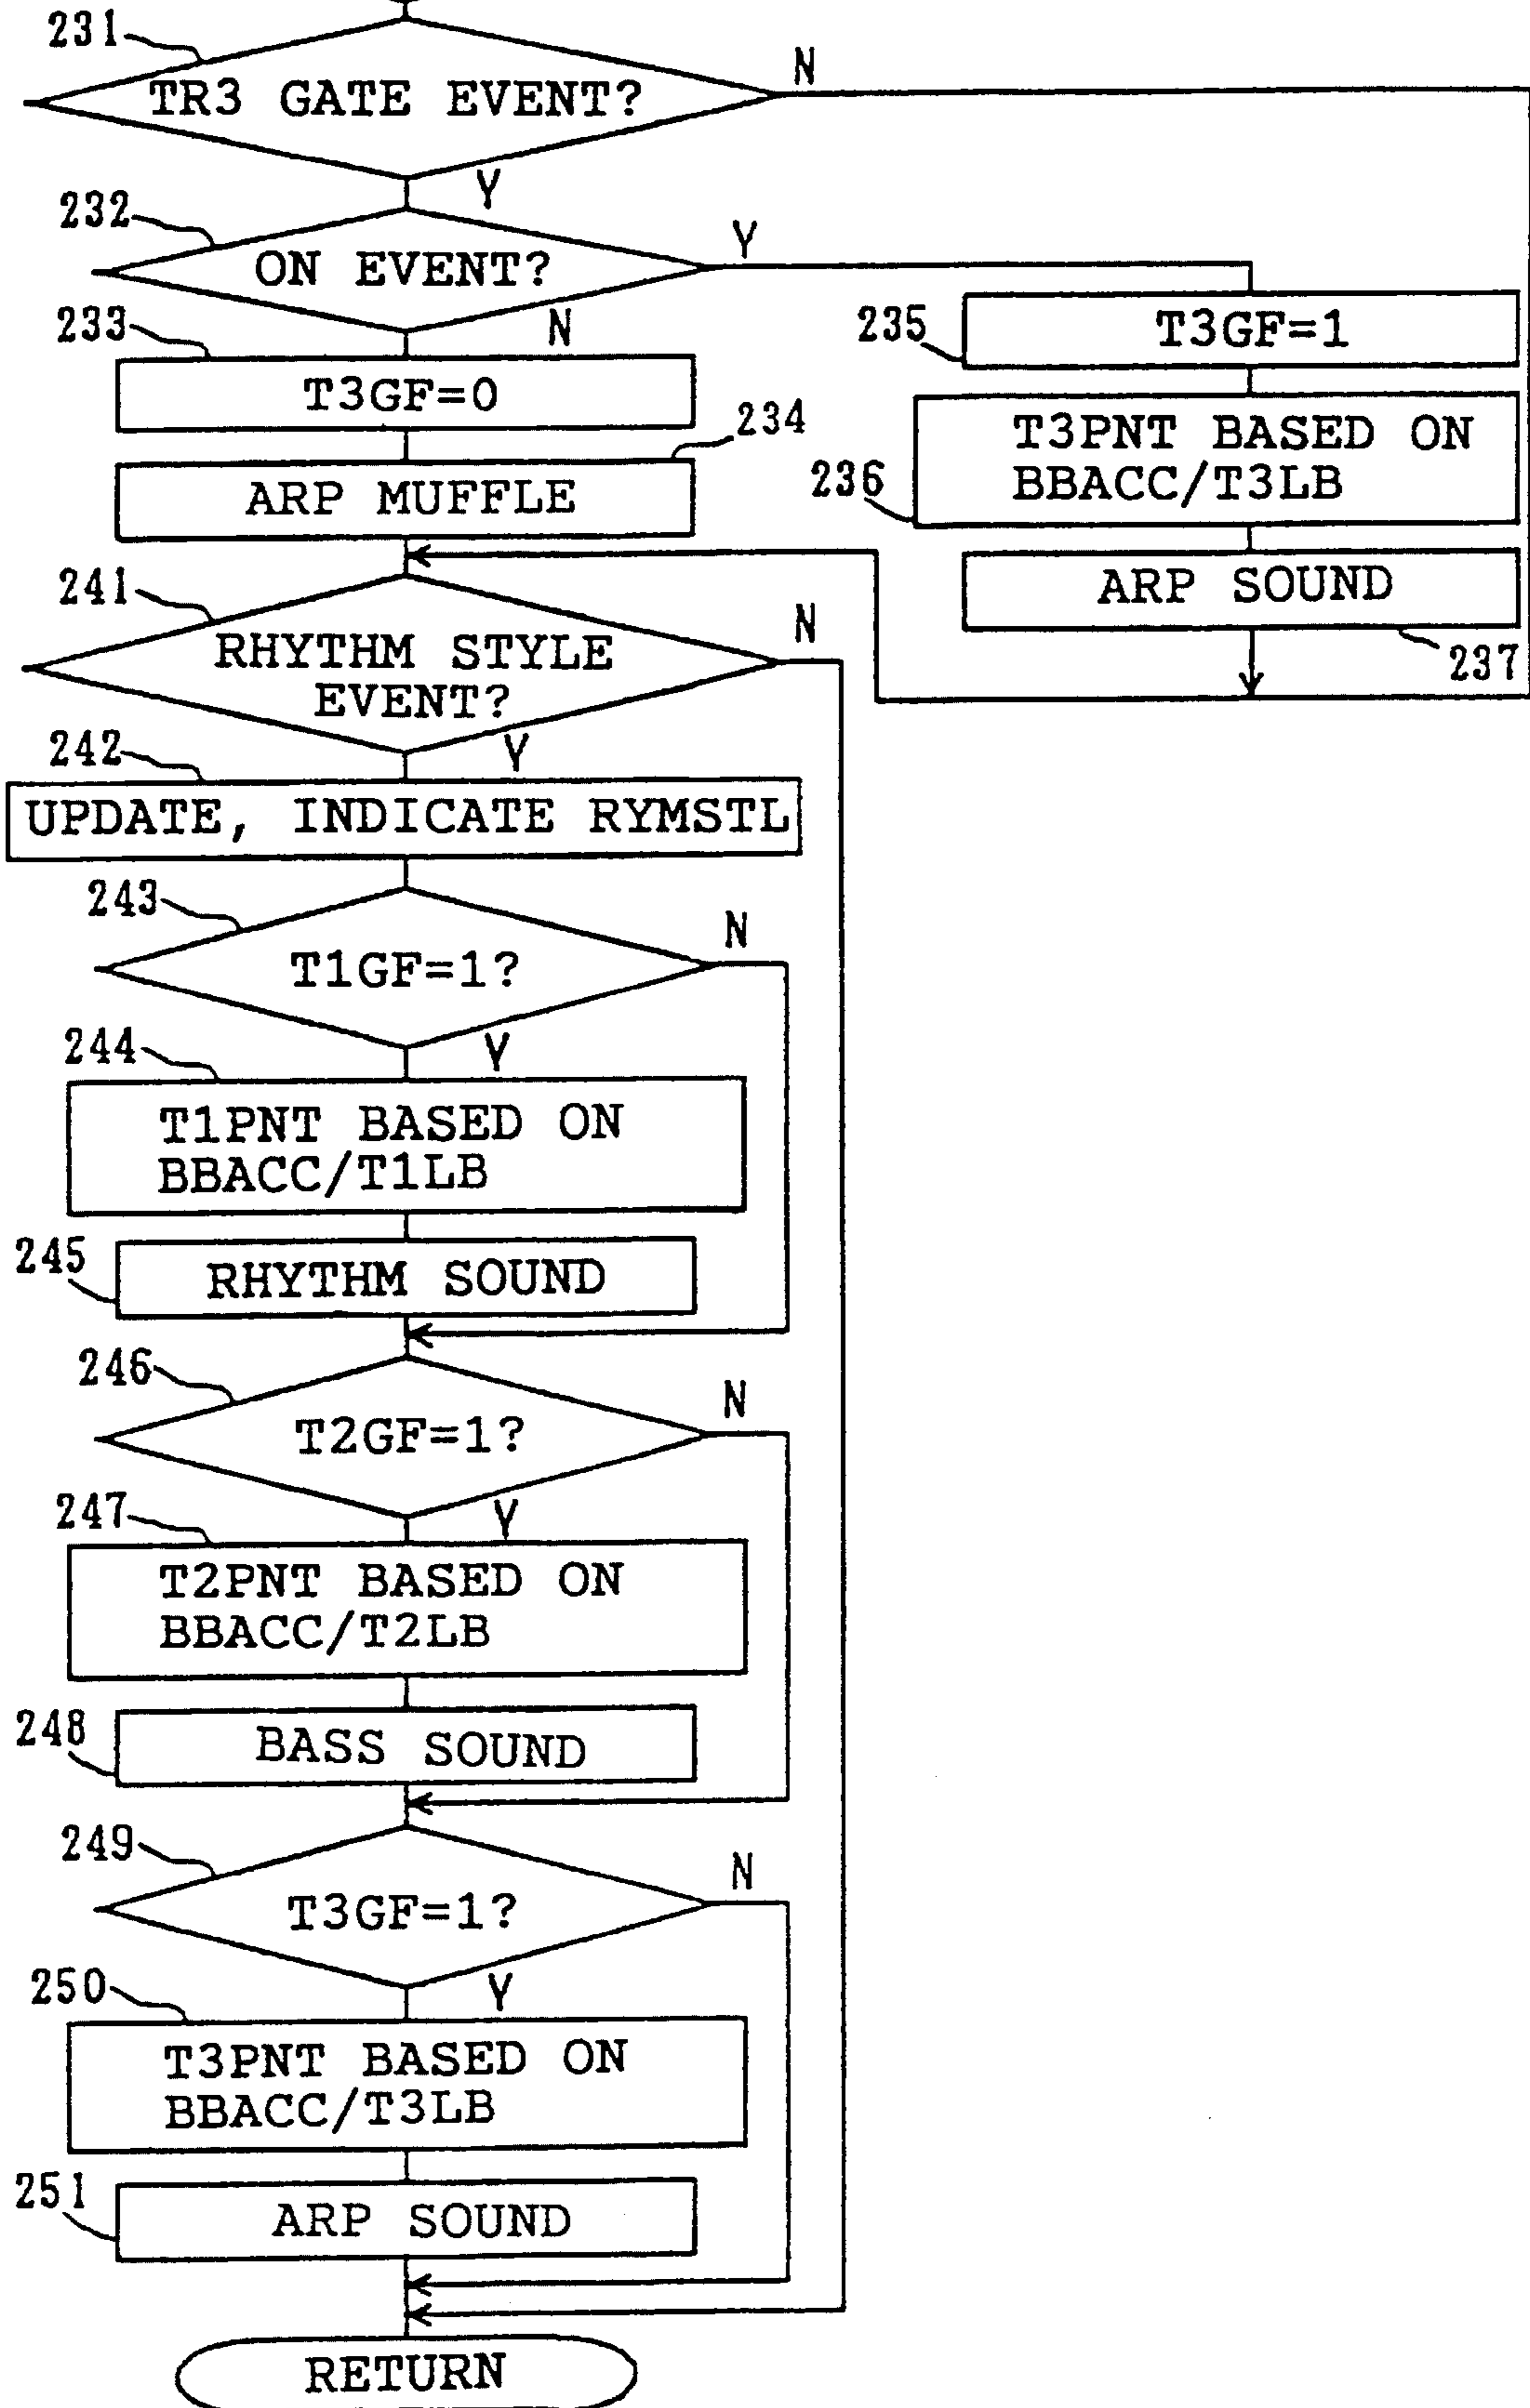 231
TR3 GATE EVENT?
N
Y
232
ON EVENT?
Y
N
233
T3GF=0
234
ARP MUFFLE
235
T3GF=1
236
T3PNT BASED ON
BBACC/T3LB
ARP SOUND
237
241
RHYTHM STYLE
EVENT?
N
Y
242
UPDATE, INDICATE RYMSTL
243
T1GF=1?
N
Y
244
T1PNT BASED ON
BBACC/T1LB
245
RHYTHM SOUND
246
T2GF=1?
N
Y
247
T2PNT BASED ON
BBACC/T2LB
248
BASS SOUND
249
T3GF=1?
N
Y
250
T3PNT BASED ON
BBACC/T3LB
251
ARP SOUND
RETURN